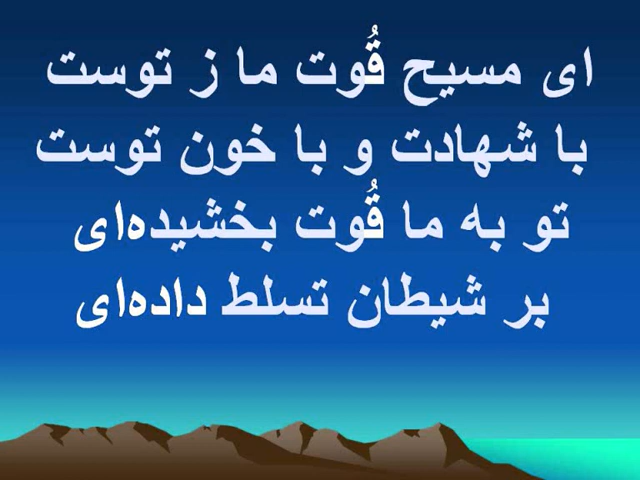 ای مسیح قُوت ما ز توست
با شهادت و با خون توست
تو به ما قُوت بخشیده‌ای
بر شیطان تسلط داده‌ای